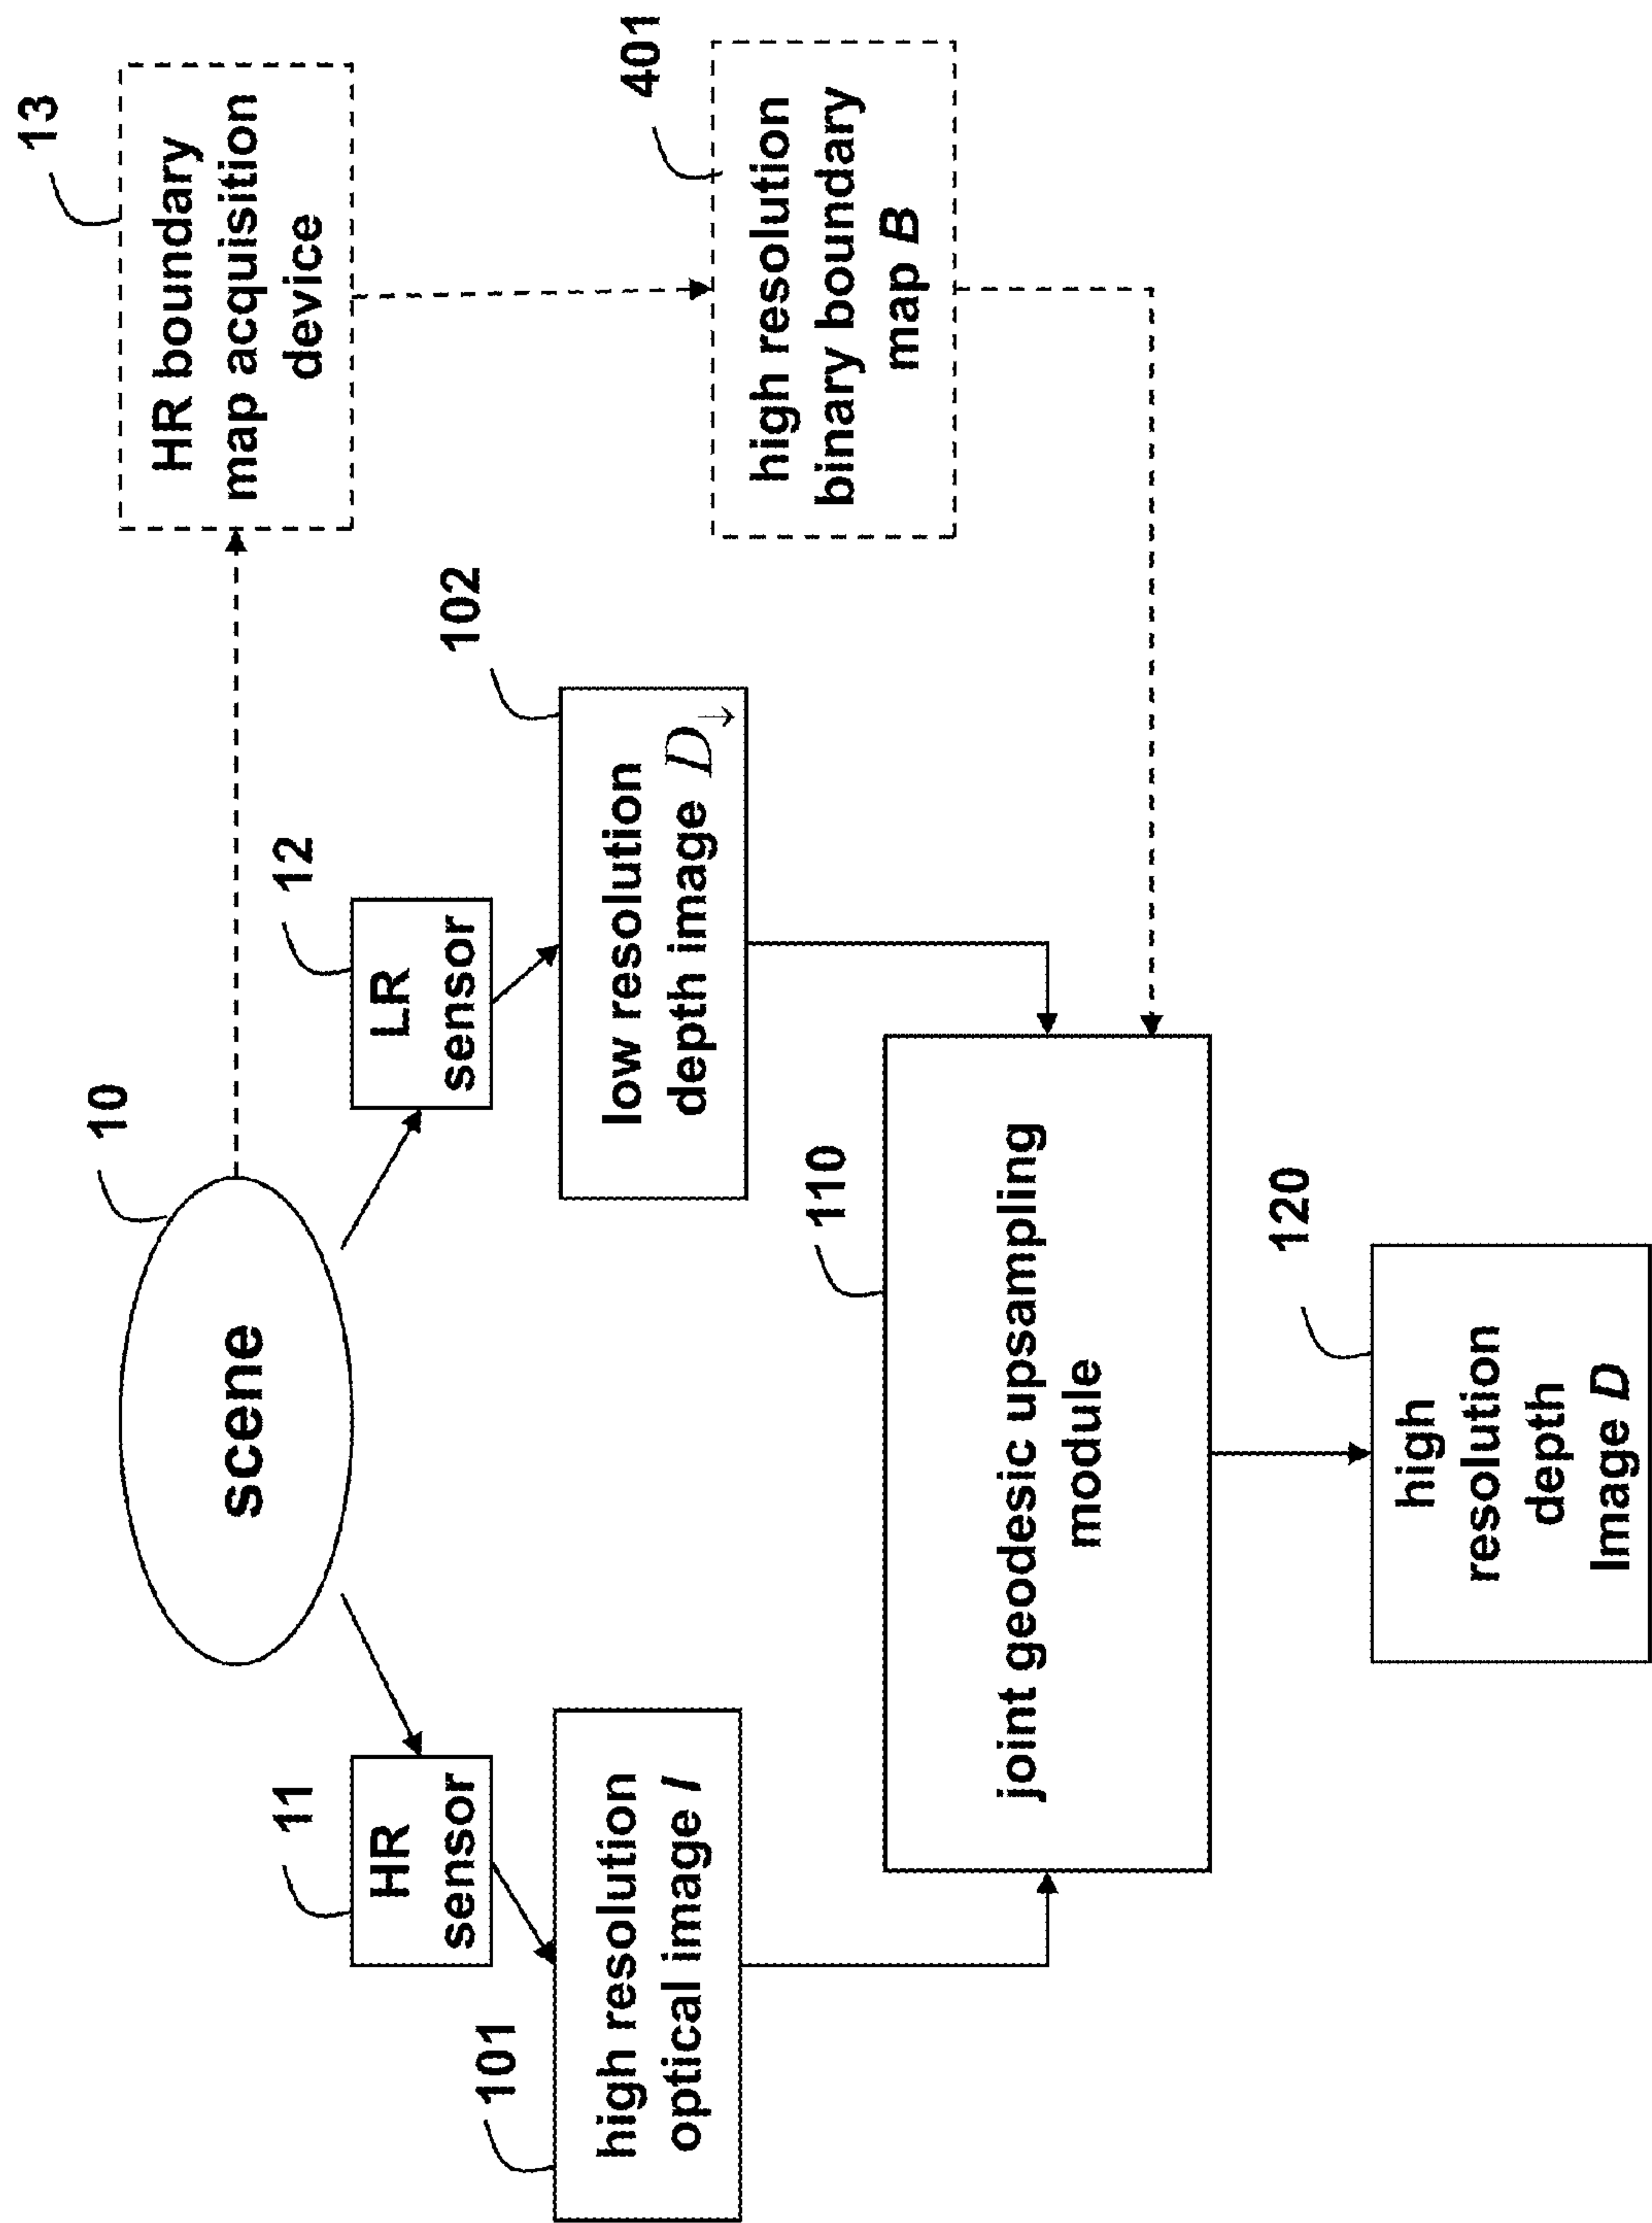 10
scene
13
HR boundary
map acquisition
device
11
HR
sensor
12
LR
sensor
101
high resolution
optical image I
102
low resolution
depth image D↓
401
high resolution
binary boundary
map B
110
joint geodesic upsampling
module
120
high
resolution
depth
Image D